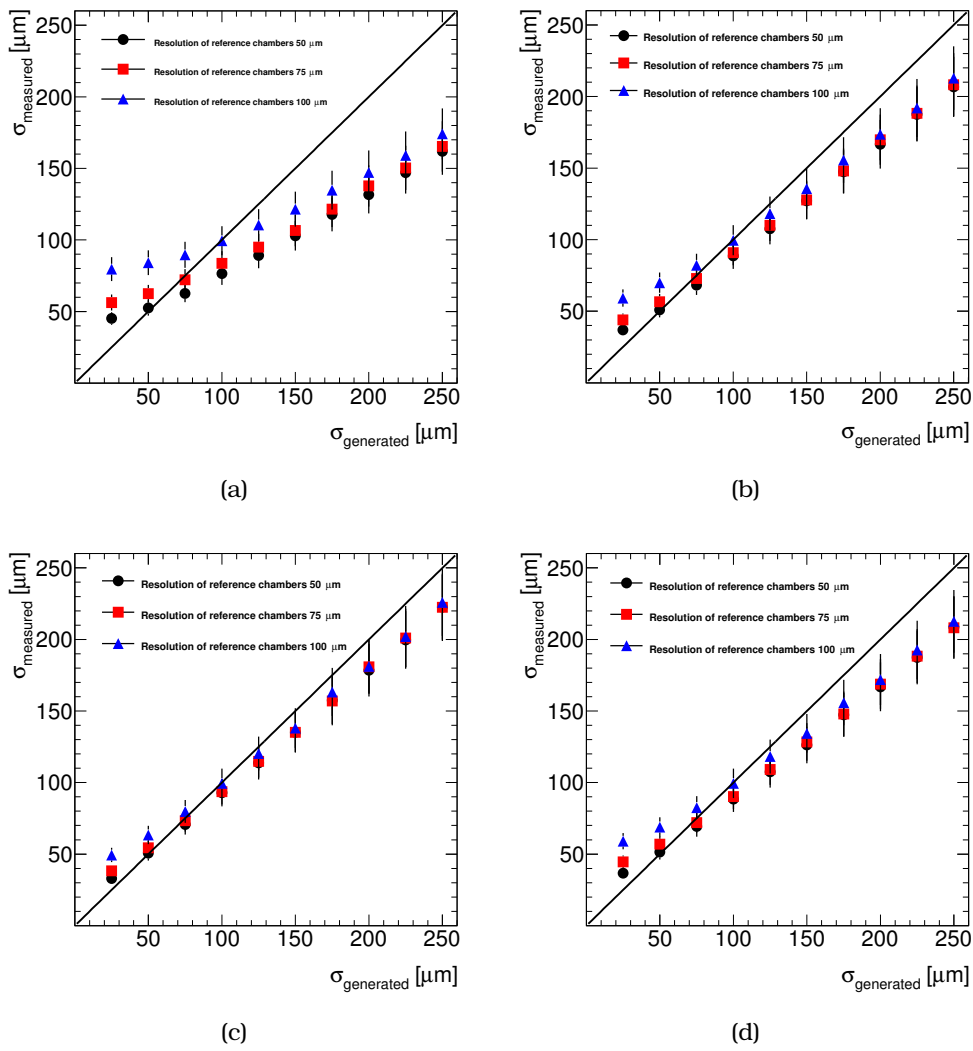 σmeasured [μm]
250
200
150
100
50
Resolution of reference chambers 50 μm
Resolution of reference chambers 75 μm
Resolution of reference chambers 100 μm
50 100 150 200 250
σgenerated [μm]
(a)
σmeasured [μm]
250
200
150
100
50
Resolution of reference chambers 50 μm
Resolution of reference chambers 75 μm
Resolution of reference chambers 100 μm
50 100 150 200 250
σgenerated [μm]
(b)
σmeasured [μm]
250
200
150
100
50
Resolution of reference chambers 50 μm
Resolution of reference chambers 75 μm
Resolution of reference chambers 100 μm
50 100 150 200 250
σgenerated [μm]
(c)
σmeasured [μm]
250
200
150
100
50
Resolution of reference chambers 50 μm
Resolution of reference chambers 75 μm
Resolution of reference chambers 100 μm
50 100 150 200 250
σgenerated [μm]
(d)